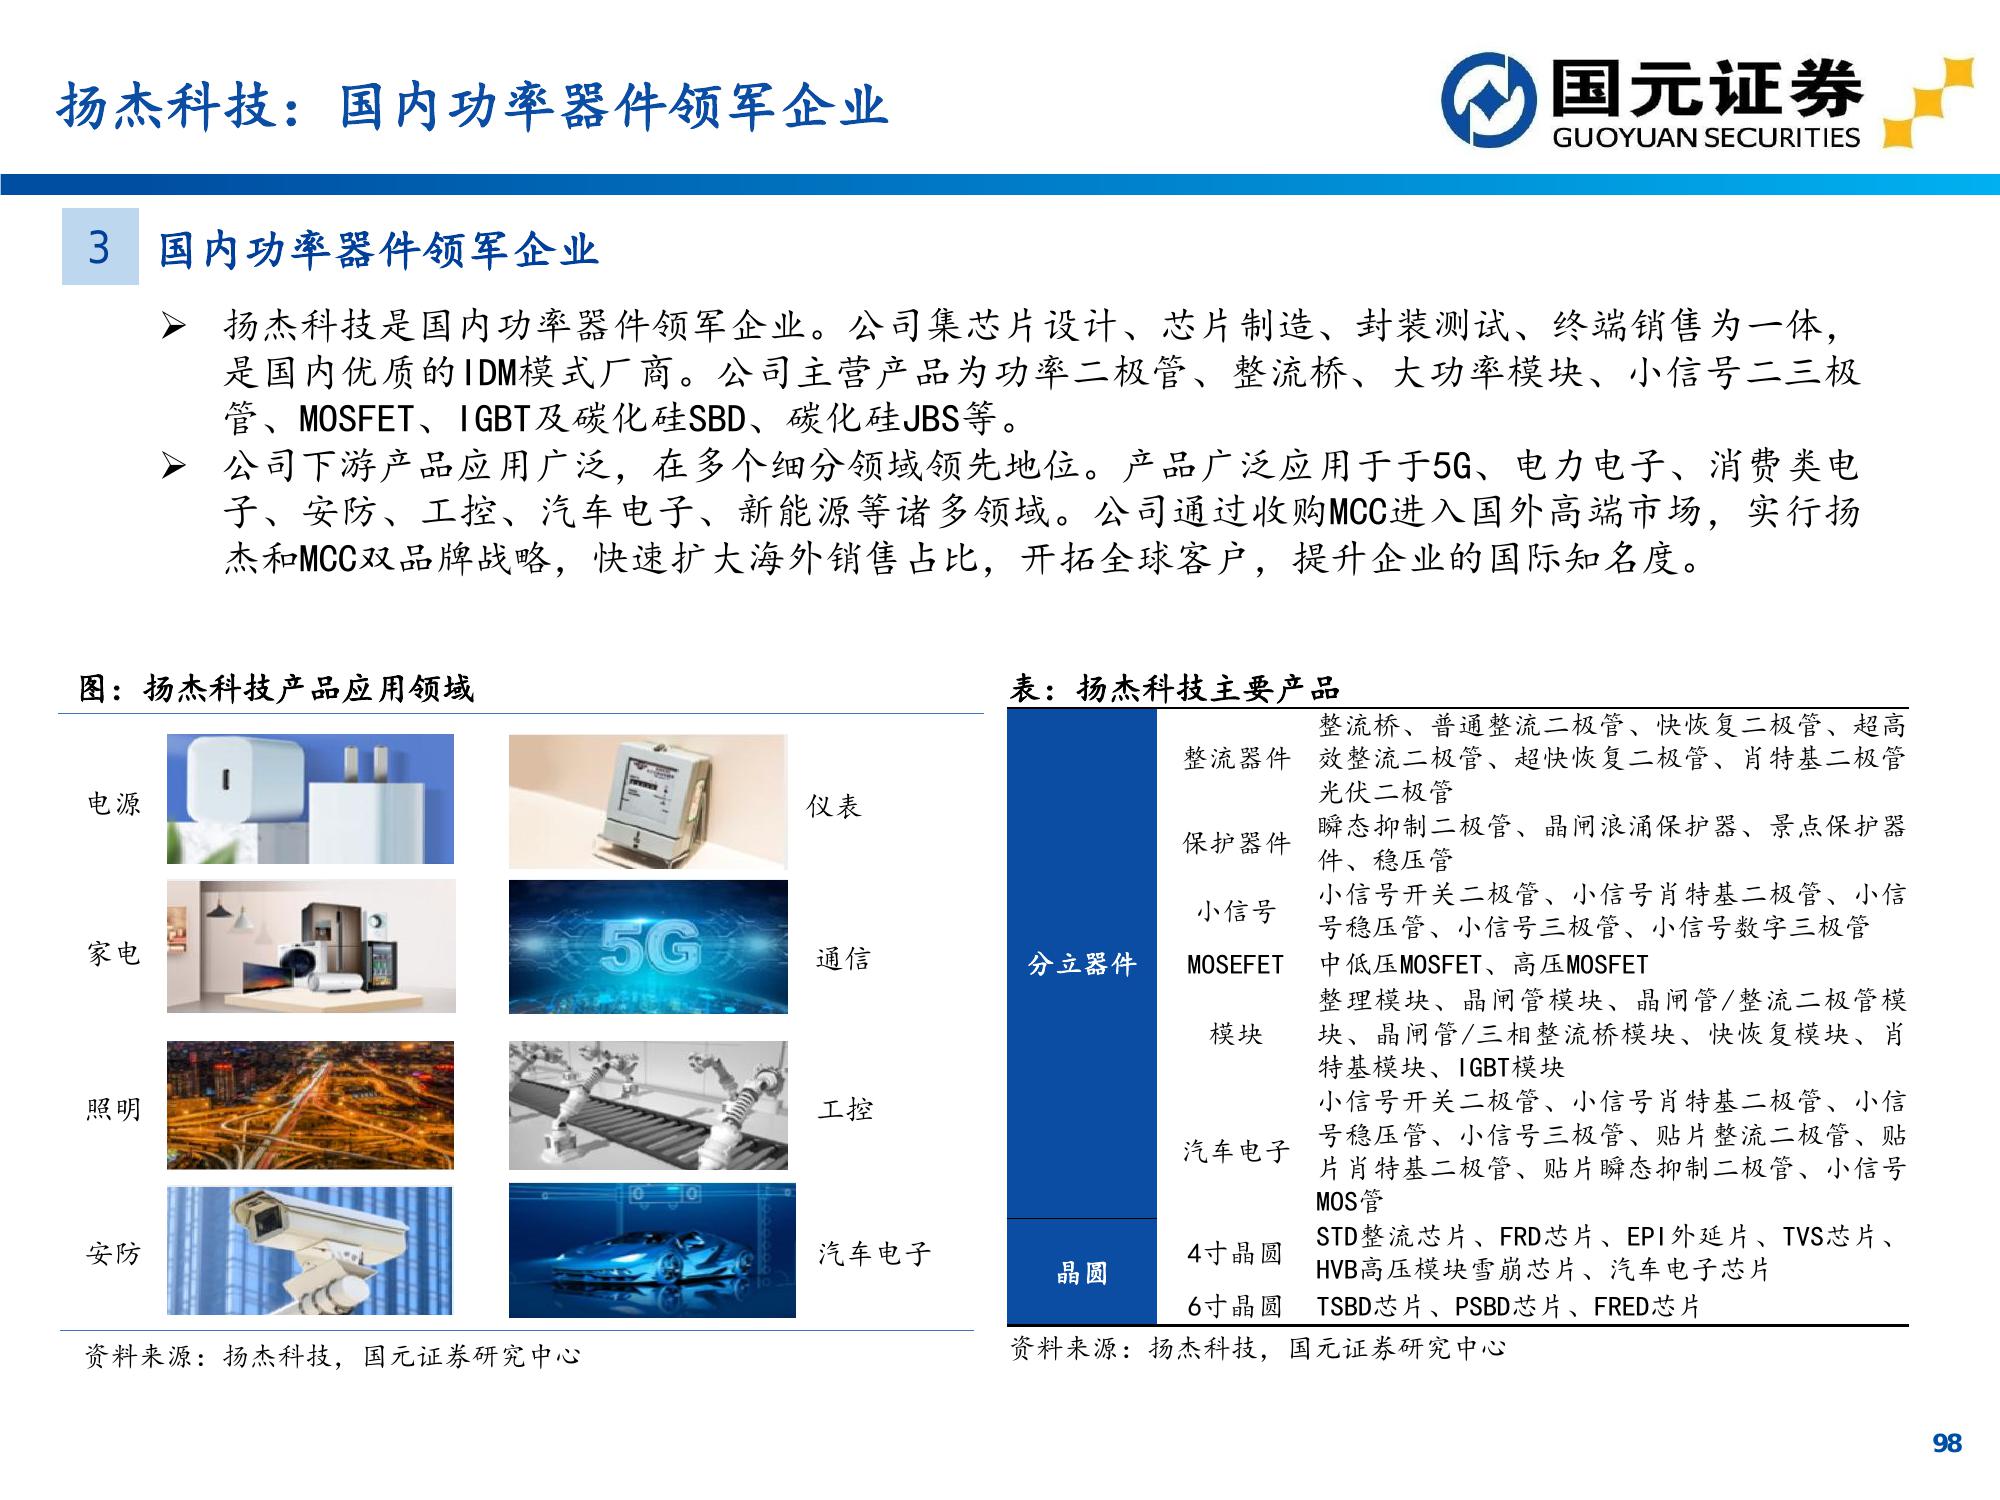 扬杰科技：国内功率器件领军企业
国元证券
GUOYUAN SECURITIES
3
国内功率器件领军企业
➢ 扬杰科技是国内功率器件领军企业。公司集芯片设计、芯片制造、封装测试、终端销售为一体，
是国内优质的IDM模式厂商。公司主营产品为功率二极管、整流桥、大功率模块、小信号二三极
管、MOSFET、IGBT及碳化硅SBD、碳化硅JBS等。
➢ 公司下游产品应用广泛，在多个细分领域领先地位。产品广泛应用于于5G、电力电子、消费类电
子、安防、工控、汽车电子、新能源等诸多领域。公司通过收购MCC进入国外高端市场，实行扬
杰和MCC双品牌战略，快速扩大海外销售占比，开拓全球客户，提升企业的国际知名度。
图：扬杰科技产品应用领域
电源
仪表
家电
5G
通信
照明
工控
安防
汽车电子
资料来源：扬杰科技，国元证券研究中心
表：扬杰科技主要产品
分立器件
整流器件
整流桥、普通整流二极管、快恢复二极管、超高
效整流二极管、超快恢复二极管、肖特基二极管
光伏二极管
保护器件
瞬态抑制二极管、晶闸浪涌保护器、景点保护器
件、稳压管
小信号
小信号开关二极管、小信号肖特基二极管、小信
号稳压管、小信号三极管、小信号数字三极管
MOSEFET
中低压MOSFET、高压MOSFET
模块
整理模块、晶闸管模块、晶闸管/整流二极管模
块、晶闸管/三相整流桥模块、快恢复模块、肖
特基模块、IGBT模块
汽车电子
小信号开关二极管、小信号肖特基二极管、小信
号稳压管、小信号三极管、贴片整流二极管、贴
片肖特基二极管、贴片瞬态抑制二极管、小信号
MOS管
晶圆
4寸晶圆
STD整流芯片、FRD芯片、EPI外延片、TVS芯片、
HVB高压模块雪崩芯片、汽车电子芯片
6寸晶圆
TSBD芯片、PSBD芯片、FRED芯片
资料来源：扬杰科技，国元证券研究中心
98